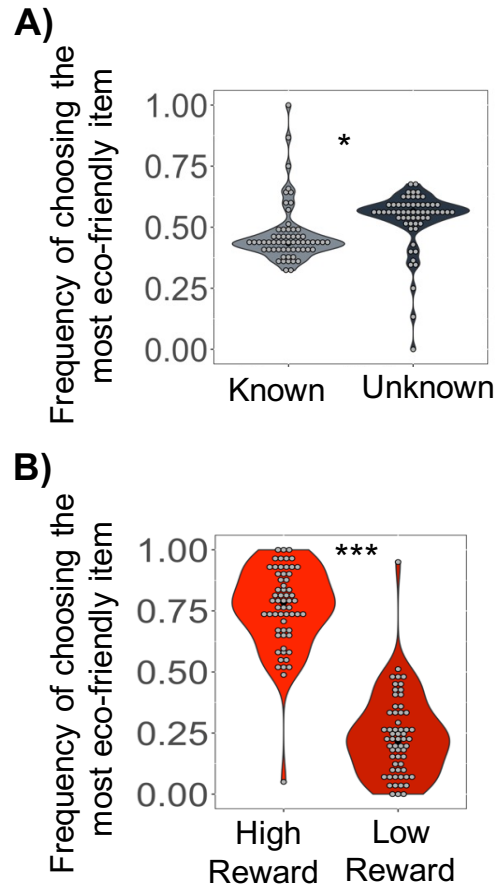 A)
Frequency of choosing the
most eco-friendly item
1.00
0.75
0.50
0.25
0.00
*
Known Unknown
B)
Frequency of choosing the
most eco-friendly item
1.00
0.75
0.50
0.25
0.00
***
High Low
Reward Reward